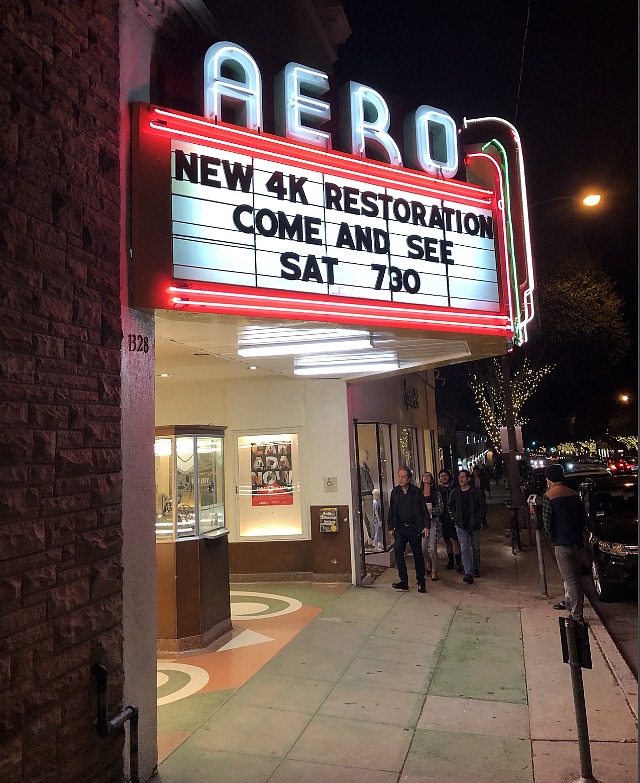 AERO
NEW 4K RESTORATION
COME AND SEE
SAT 730
1328